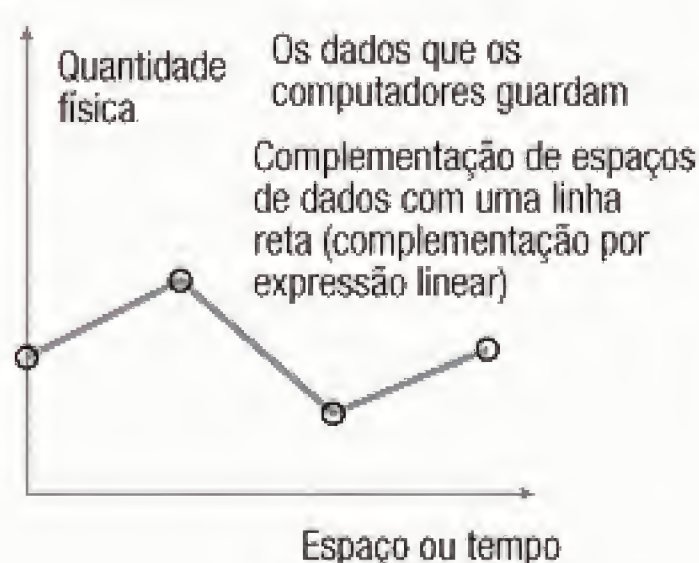 Quantidade
física
Os dados que os
computadores guardam
Complementação de espaços
de dados com uma linha
reta (complementação por
expressão linear)
Espaço ou tempo